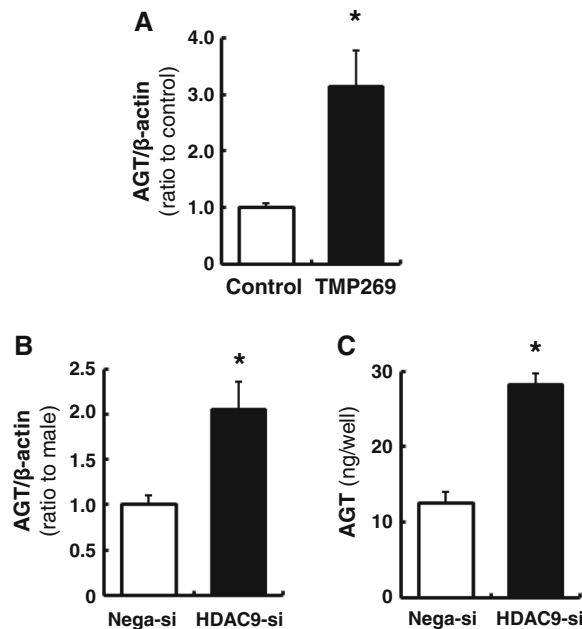 A
AGT/β-actin
(ratio to control)
4.0
3.0
2.0
1.0
0
*
Control TMP269
B
AGT/β-actin
(ratio to male)
2.5
2.0
1.5
1.0
0.5
0
*
Nega-si HDAC9-si
C
AGT (ng/well)
30
20
10
0
*
Nega-si HDAC9-si